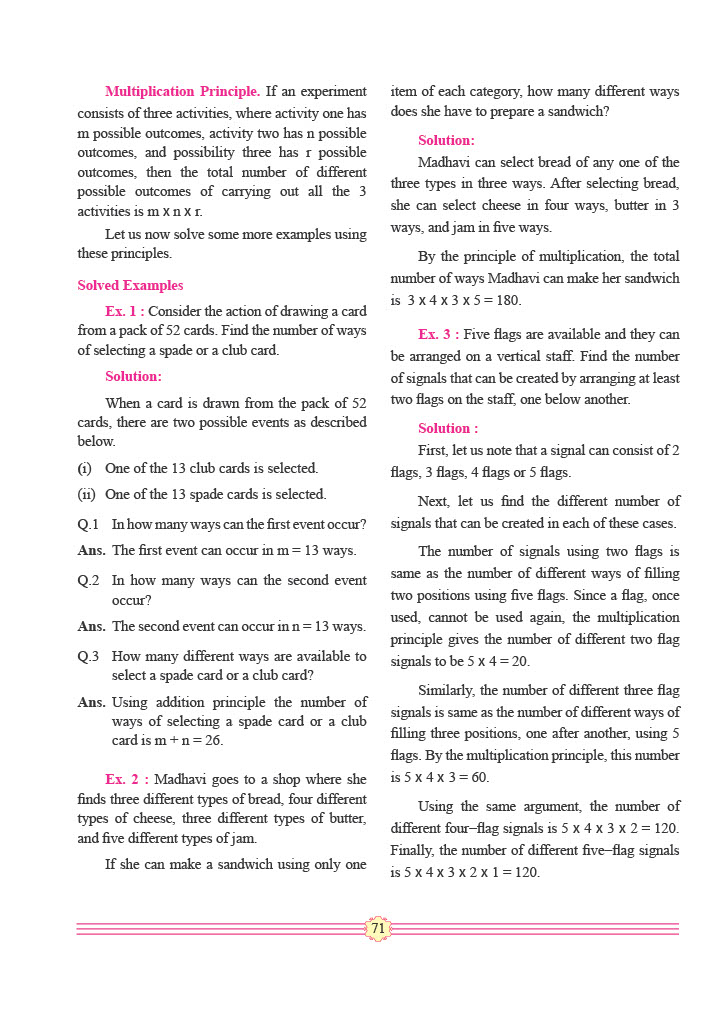 Multiplication Principle. If an experiment
consists of three activities, where activity one has
m possible outcomes, activity two has n possible
outcomes, and possibility three has r possible
outcomes, then the total number of different
possible outcomes of carrying out all the 3
activities is m x n x r.
Let us now solve some more examples using
these principles.
Solved Examples
Ex. 1 : Consider the action of drawing a card
from a pack of 52 cards. Find the number of ways
of selecting a spade or a club card.
Solution:
When a card is drawn from the pack of 52
cards, there are two possible events as described
below.
(i) One of the 13 club cards is selected.
(ii) One of the 13 spade cards is selected.
Q.1 In how many ways can the first event occur?
Ans. The first event can occur in m = 13 ways.
Q.2 In how many ways can the second event
occur?
Ans. The second event can occur in n = 13 ways.
Q.3 How many different ways are available to
select a spade card or a club card?
Ans. Using addition principle the number of
ways of selecting a spade card or a club
card is m + n = 26.
Ex. 2 : Madhavi goes to a shop where she
finds three different types of bread, four different
types of cheese, three different types of butter,
and five different types of jam.
If she can make a sandwich using only one
item of each category, how many different ways
does she have to prepare a sandwich?
Solution:
Madhavi can select bread of any one of the
three types in three ways. After selecting bread,
she can select cheese in four ways, butter in 3
ways, and jam in five ways.
By the principle of multiplication, the total
number of ways Madhavi can make her sandwich
is 3 x 4 x 3 x 5 = 180.
Ex. 3 : Five flags are available and they can
be arranged on a vertical staff. Find the number
of signals that can be created by arranging at least
two flags on the staff, one below another.
Solution :
First, let us note that a signal can consist of 2
flags, 3 flags, 4 flags or 5 flags.
Next, let us find the different number of
signals that can be created in each of these cases.
The number of signals using two flags is
same as the number of different ways of filling
two positions using five flags. Since a flag, once
used, cannot be used again, the multiplication
principle gives the number of different two flag
signals to be 5 x 4 = 20.
Similarly, the number of different three flag
signals is same as the number of different ways of
filling three positions, one after another, using 5
flags. By the multiplication principle, this number
is 5 x 4 x 3 = 60.
Using the same argument, the number of
different four–flag signals is 5 x 4 x 3 x 2 = 120.
Finally, the number of different five–flag signals
is 5 x 4 x 3 x 2 x 1 = 120.
71